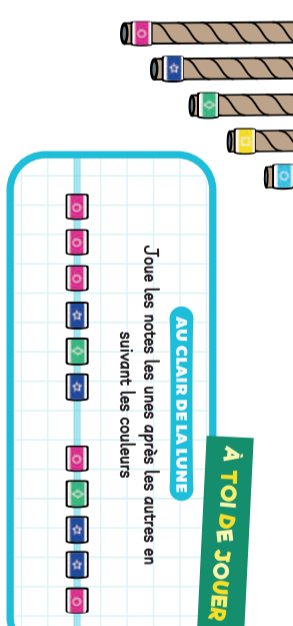 À TOI DE JOUER
AU CLAIR DE LA LUNE
Joue les notes les unes après les autres en
suivant les couleurs